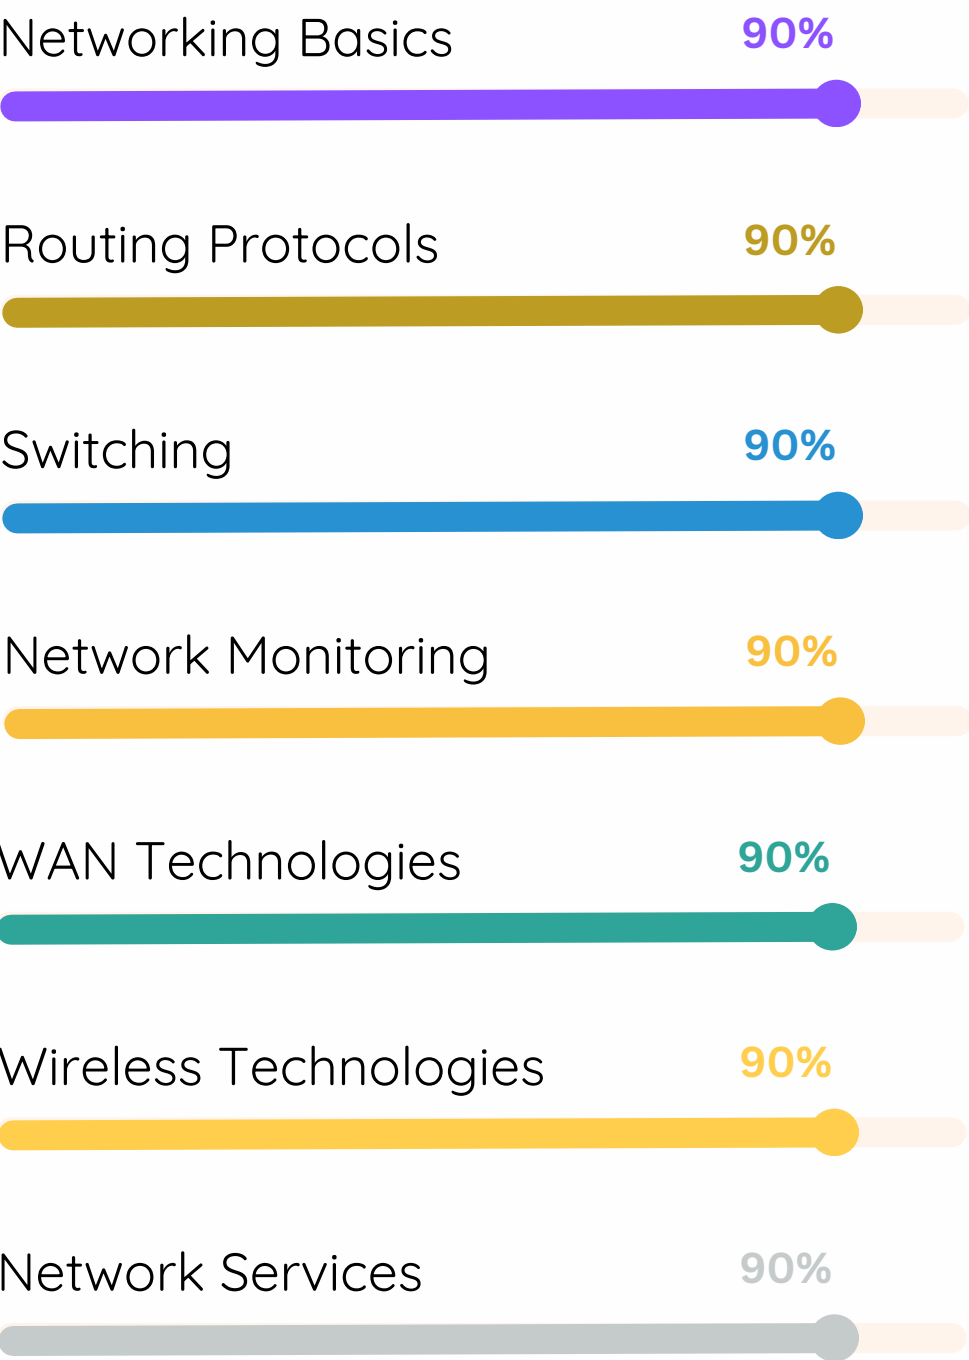 Networking Basics 90%
Routing Protocols 90%
Switching 90%
Network Monitoring 90%
WAN Technologies 90%
Wireless Technologies 90%
Network Services 90%